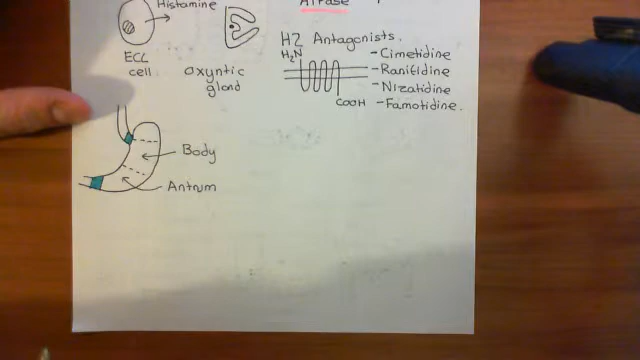 Histamine
ATPase
H2 Antagonists.
H₂N
- Cimetidine
- Ranitidine
- Nizatidine
- Famotidine.
COOH
ECL
cell
Oxyntic
gland
Body
Antrum